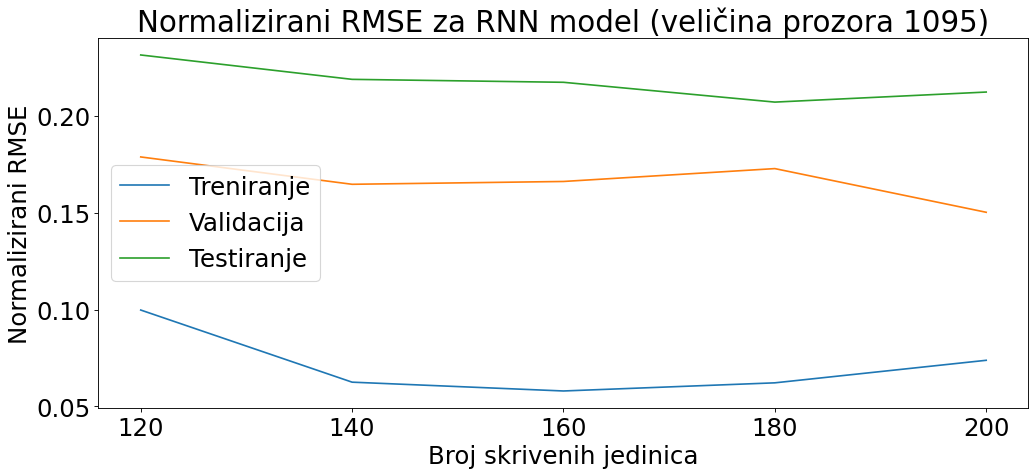 Normalizirani RMSE za RNN model (veličina prozora 1095)
Normalizirani RMSE
0.20
0.15
0.10
0.05
Treniranje
Validacija
Testiranje
120 140 160 180 200
Broj skrivenih jedinica